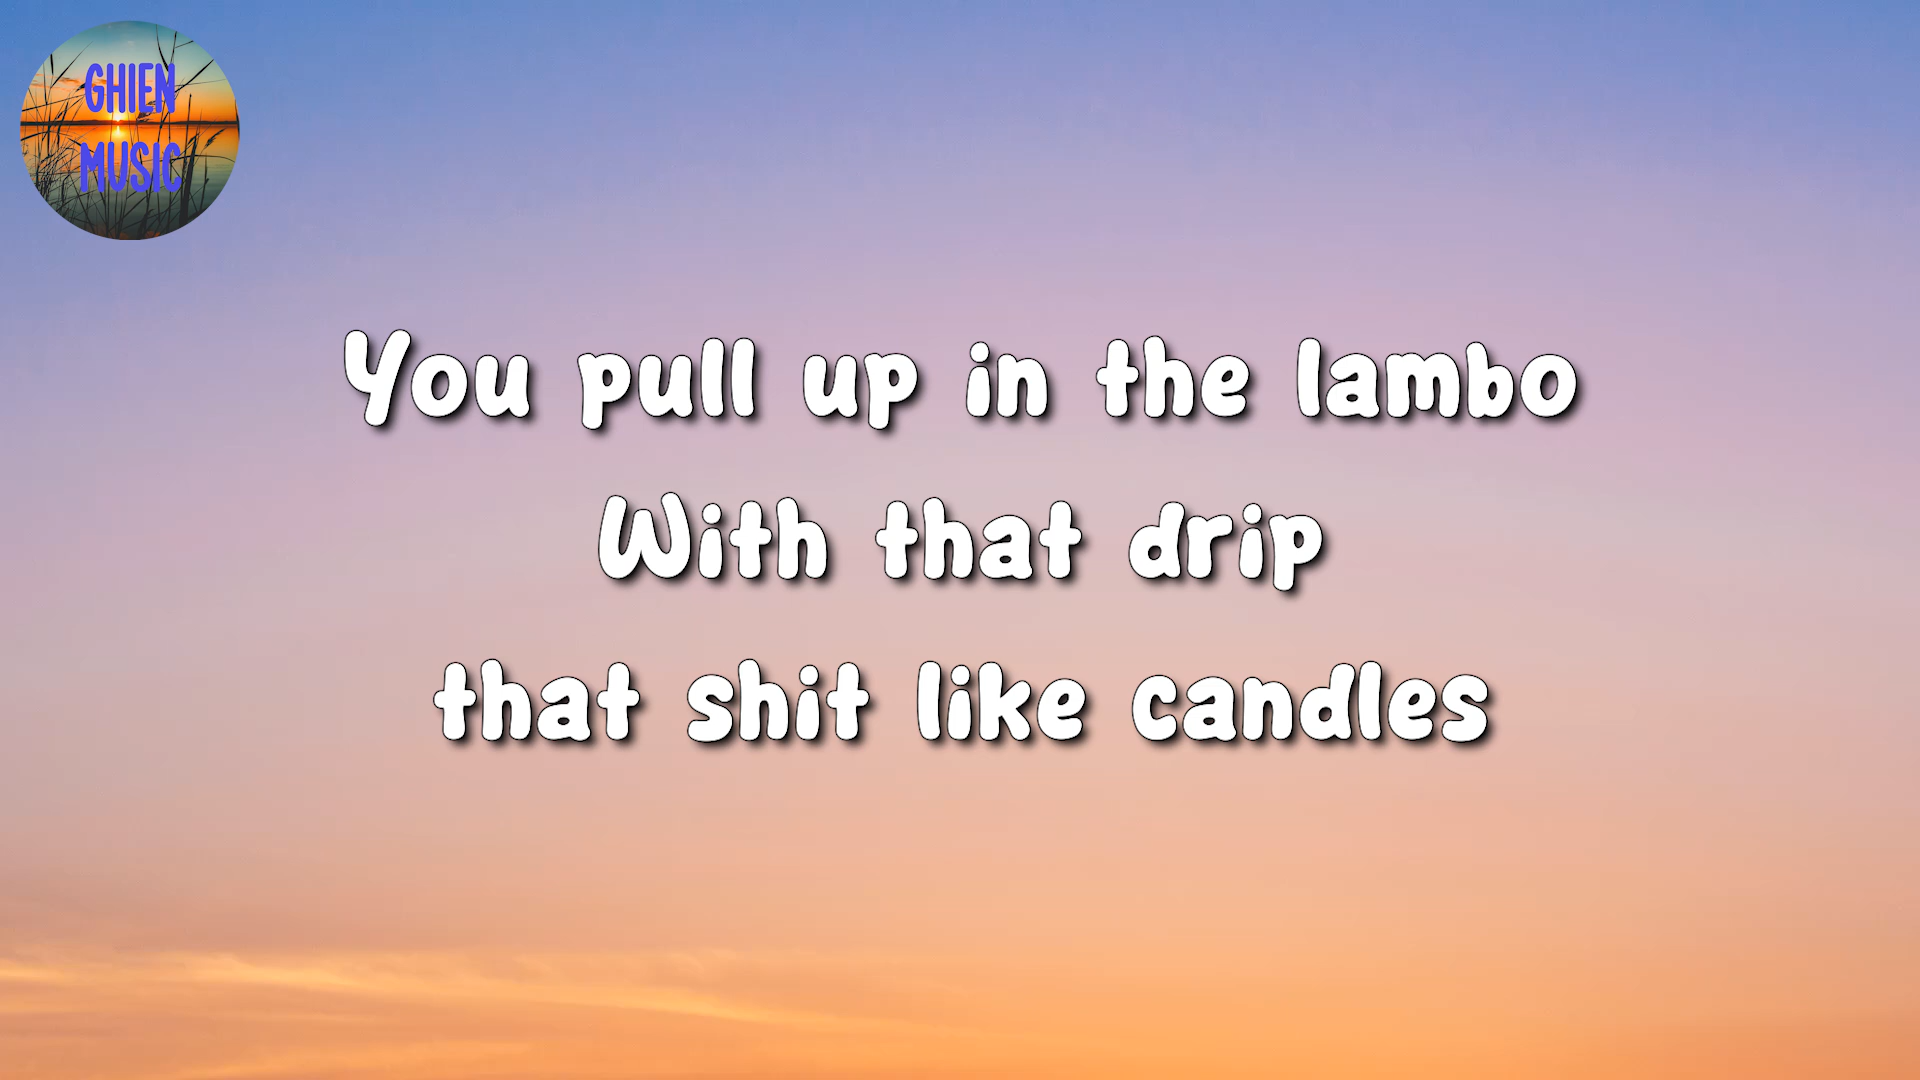 GHIEN
MUSIC
You pull up in the lambo
With that drip
that shit like candles